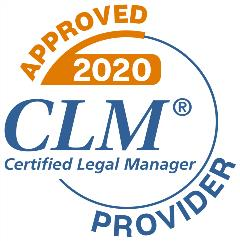 APPROVED
2020
CLM®
Certified Legal Manager
PROVIDER